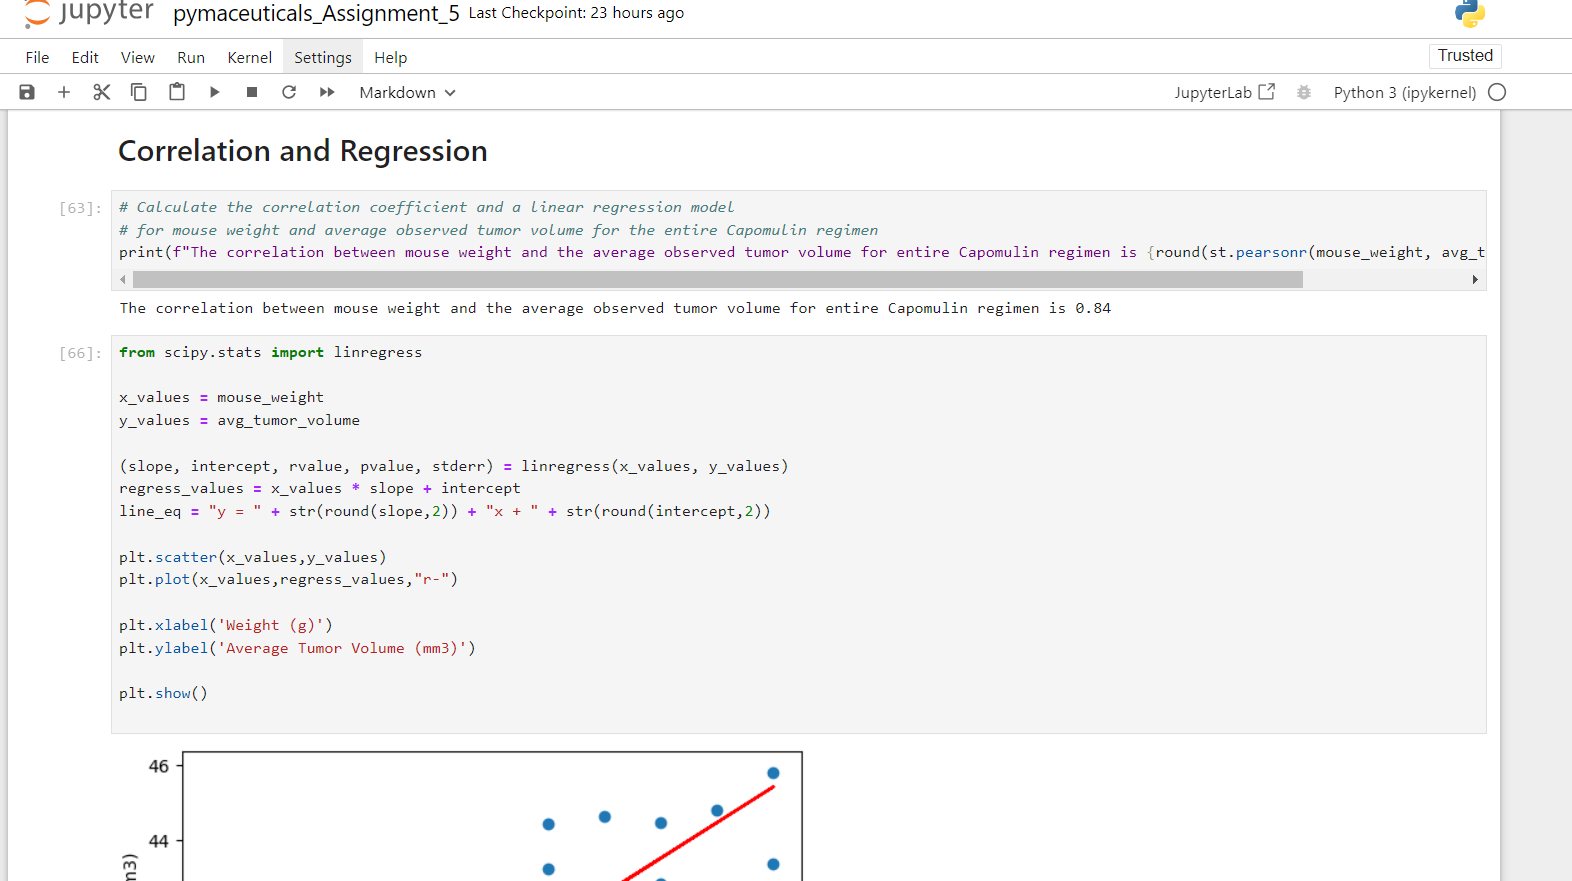 jupyter pymaceuticals_Assignment_5 Last Checkpoint: 23 hours ago
File Edit View Run Kernel Settings Help Trusted
Markdown JupyterLab Python 3 (ipykernel)
Correlation and Regression
[63]: # Calculate the correlation coefficient and a linear regression model
# for mouse weight and average observed tumor volume for the entire Capomulin regimen
print(f"The correlation between mouse weight and the average observed tumor volume for entire Capomulin regimen is {round(st.pearsonr(mouse_weight, avg_t
The correlation between mouse weight and the average observed tumor volume for entire Capomulin regimen is 0.84
[66]: from scipy.stats import linregress
x_values = mouse_weight
y_values = avg_tumor_volume
(slope, intercept, rvalue, pvalue, stderr) = linregress(x_values, y_values)
regress_values = x_values * slope + intercept
line_eq = "y = " + str(round(slope,2)) + "x + " + str(round(intercept,2))
plt.scatter(x_values,y_values)
plt.plot(x_values,regress_values,"r-")
plt.xlabel('Weight (g)')
plt.ylabel('Average Tumor Volume (mm3)')
plt.show()
46
44
m3)